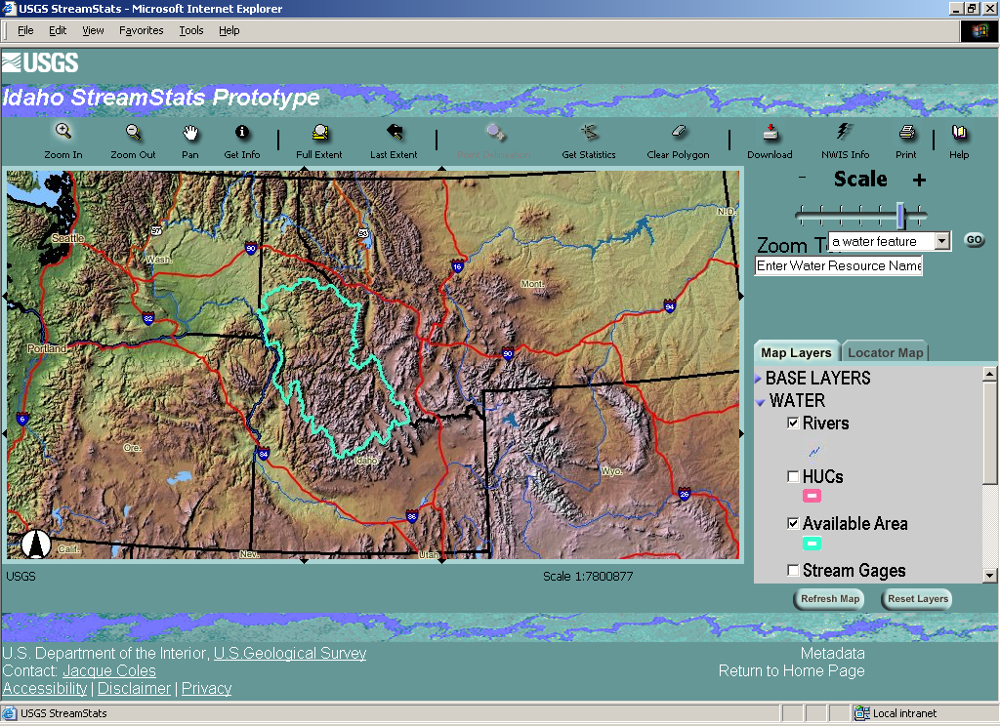 USGS StreamStats - Microsoft Internet Explorer
File Edit View Favorites Tools Help
USGS
Idaho StreamStats Prototype
Zoom In Zoom Out Pan Get Info Full Extent Last Extent Point Delineation Get Statistics Clear Polygon Download NWIS Info Print Help
- Scale +
Zoom To: a water feature GO
Enter Water Resource Name
Seattle
97
93
N.D.
90
Wash.
15
Mont.
82
94
Portland
90
6
Ore.
84
Idaho
Wyo.
26
86
Calif.
Nev.
Utah
Map Layers Locator Map
BASE LAYERS
WATER
Rivers
HUCs
Available Area
Stream Gages
USGS Scale 1:7800877
Refresh Map Reset Layers
U.S. Department of the Interior, U.S.Geological Survey Metadata
Contact: Jacque Coles Return to Home Page
Accessibility | Disclaimer | Privacy
USGS StreamStats Local intranet